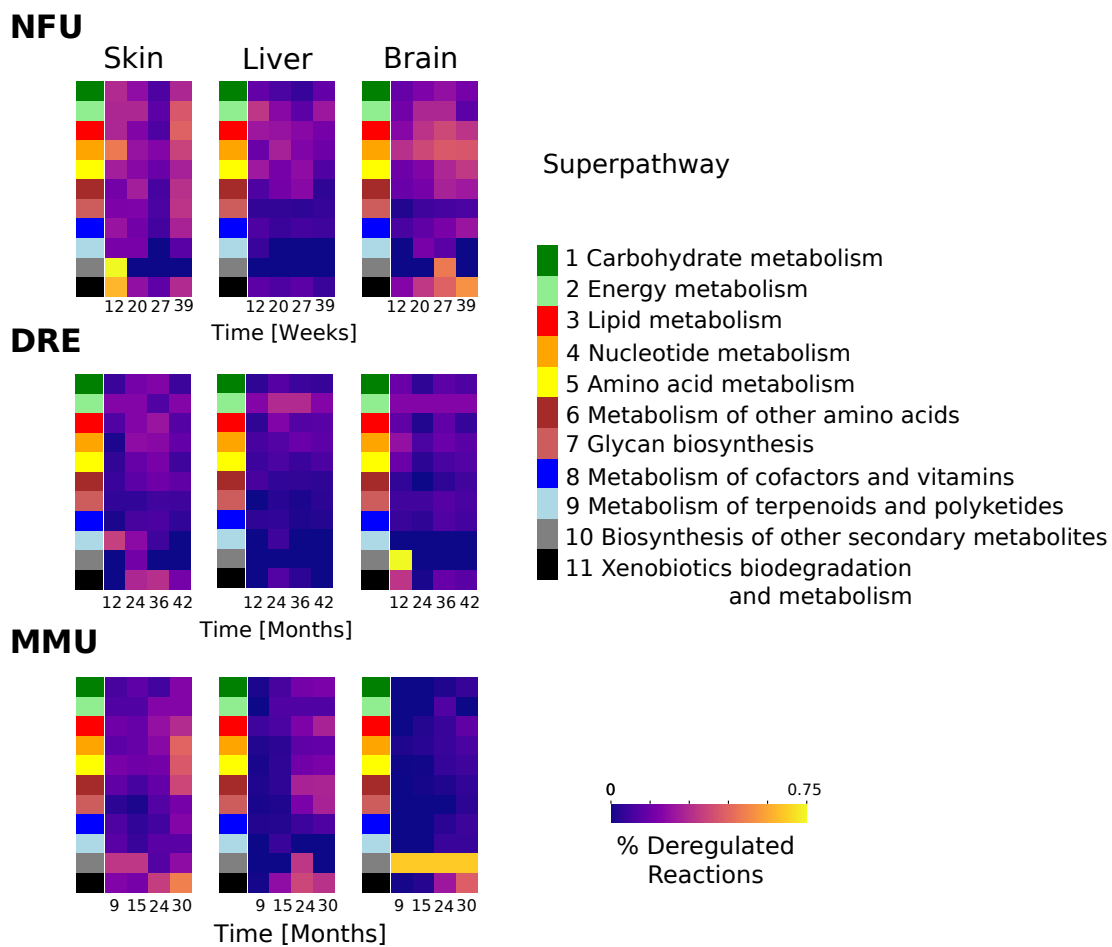 NFU
Skin Liver Brain
12 20 27 39 12 20 27 39 12 20 27 39
Time [Weeks]
DRE
12 24 36 42 12 24 36 42 12 24 36 42
Time [Months]
MMU
9 15 24 30 9 15 24 30 9 15 24 30
Time [Months]
Superpathway
1 Carbohydrate metabolism
2 Energy metabolism
3 Lipid metabolism
4 Nucleotide metabolism
5 Amino acid metabolism
6 Metabolism of other amino acids
7 Glycan biosynthesis
8 Metabolism of cofactors and vitamins
9 Metabolism of terpenoids and polyketides
10 Biosynthesis of other secondary metabolites
11 Xenobiotics biodegradation
and metabolism
0 0.75
% Deregulated
Reactions